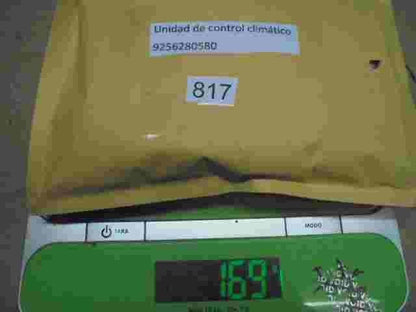 Unidad de control climático
9256280580
817
TARA
MODO
169